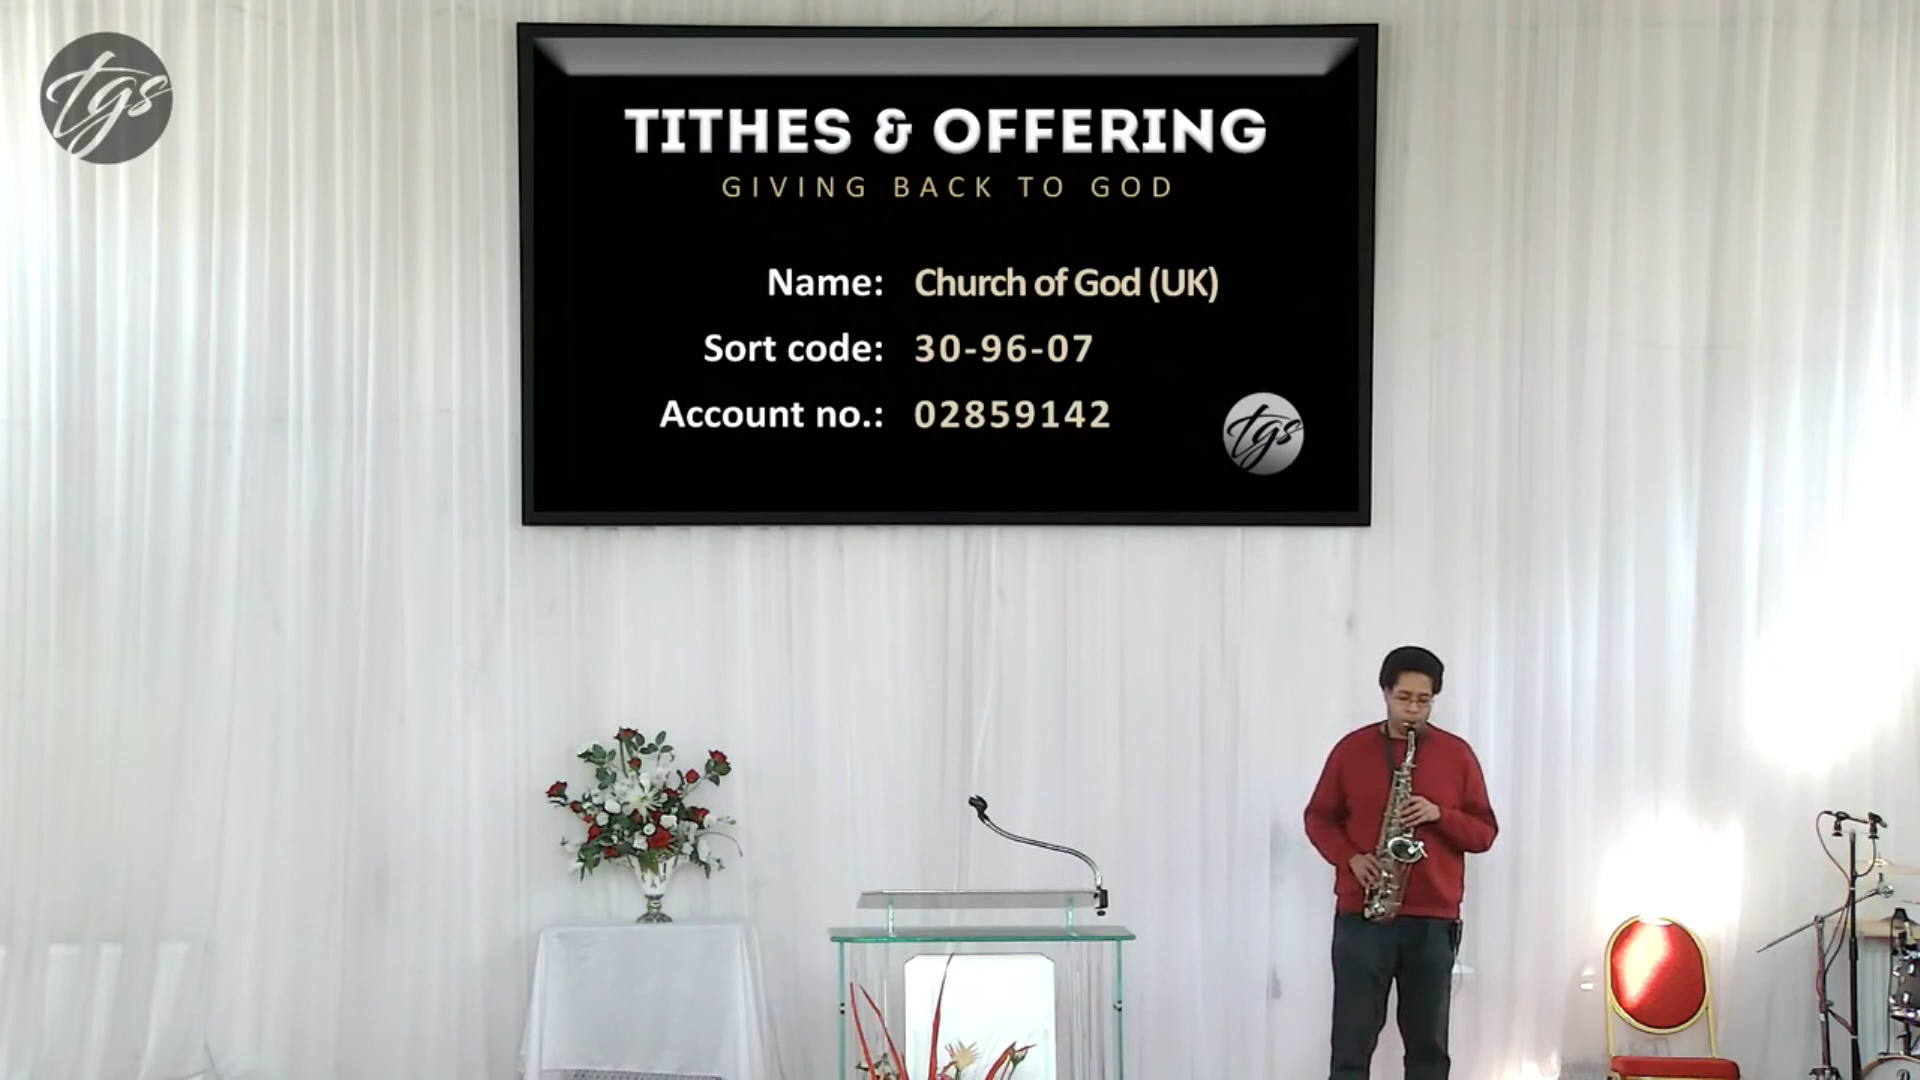 tgs
TITHES & OFFERING
GIVING BACK TO GOD
Name: Church of God (UK)
Sort code: 30-96-07
Account no.: 02859142
tgs